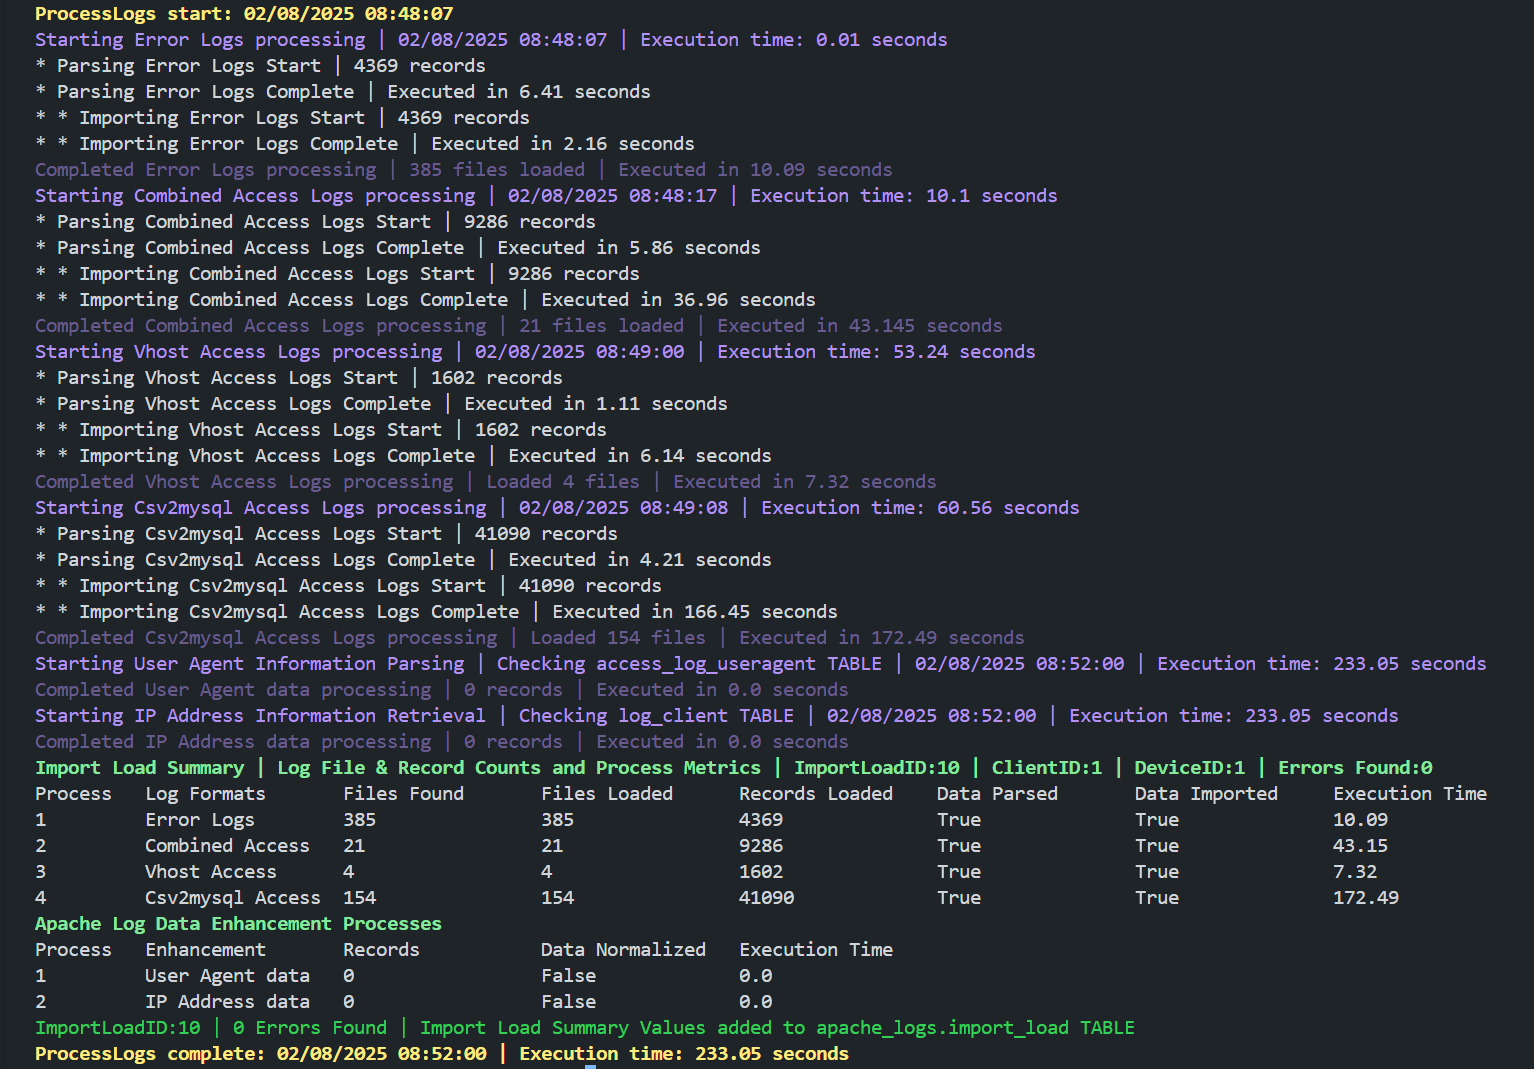 ProcessLogs start: 02/08/2025 08:48:07
Starting Error Logs processing | 02/08/2025 08:48:07 | Execution time: 0.01 seconds
* Parsing Error Logs Start | 4369 records
* Parsing Error Logs Complete | Executed in 6.41 seconds
* * Importing Error Logs Start | 4369 records
* * Importing Error Logs Complete | Executed in 2.16 seconds
Completed Error Logs processing | 385 files loaded | Executed in 10.09 seconds
Starting Combined Access Logs processing | 02/08/2025 08:48:17 | Execution time: 10.1 seconds
* Parsing Combined Access Logs Start | 9286 records
* Parsing Combined Access Logs Complete | Executed in 5.86 seconds
* * Importing Combined Access Logs Start | 9286 records
* * Importing Combined Access Logs Complete | Executed in 36.96 seconds
Completed Combined Access Logs processing | 21 files loaded | Executed in 43.145 seconds
Starting Vhost Access Logs processing | 02/08/2025 08:49:00 | Execution time: 53.24 seconds
* Parsing Vhost Access Logs Start | 1602 records
* Parsing Vhost Access Logs Complete | Executed in 1.11 seconds
* * Importing Vhost Access Logs Start | 1602 records
* * Importing Vhost Access Logs Complete | Executed in 6.14 seconds
Completed Vhost Access Logs processing | Loaded 4 files | Executed in 7.32 seconds
Starting Csv2mysql Access Logs processing | 02/08/2025 08:49:08 | Execution time: 60.56 seconds
* Parsing Csv2mysql Access Logs Start | 41090 records
* Parsing Csv2mysql Access Logs Complete | Executed in 4.21 seconds
* * Importing Csv2mysql Access Logs Start | 41090 records
* * Importing Csv2mysql Access Logs Complete | Executed in 166.45 seconds
Completed Csv2mysql Access Logs processing | Loaded 154 files | Executed in 172.49 seconds
Starting User Agent Information Parsing | Checking access_log_useragent TABLE | 02/08/2025 08:52:00 | Execution time: 233.05 seconds
Completed User Agent data processing | 0 records | Executed in 0.0 seconds
Starting IP Address Information Retrieval | Checking log_client TABLE | 02/08/2025 08:52:00 | Execution time: 233.05 seconds
Completed IP Address data processing | 0 records | Executed in 0.0 seconds
Import Load Summary | Log File & Record Counts and Process Metrics | ImportLoadID:10 | ClientID:1 | DeviceID:1 | Errors Found:0
Process Log Formats Files Found Files Loaded Records Loaded Data Parsed Data Imported Execution Time
1 Error Logs 385 385 4369 True True 10.09
2 Combined Access 21 21 9286 True True 43.15
3 Vhost Access 4 4 1602 True True 7.32
4 Csv2mysql Access 154 154 41090 True True 172.49
Apache Log Data Enhancement Processes
Process Enhancement Records Data Normalized Execution Time
1 User Agent data 0 False 0.0
2 IP Address data 0 False 0.0
ImportLoadID:10 | 0 Errors Found | Import Load Summary Values added to apache_logs.import_load TABLE
ProcessLogs complete: 02/08/2025 08:52:00 | Execution time: 233.05 seconds